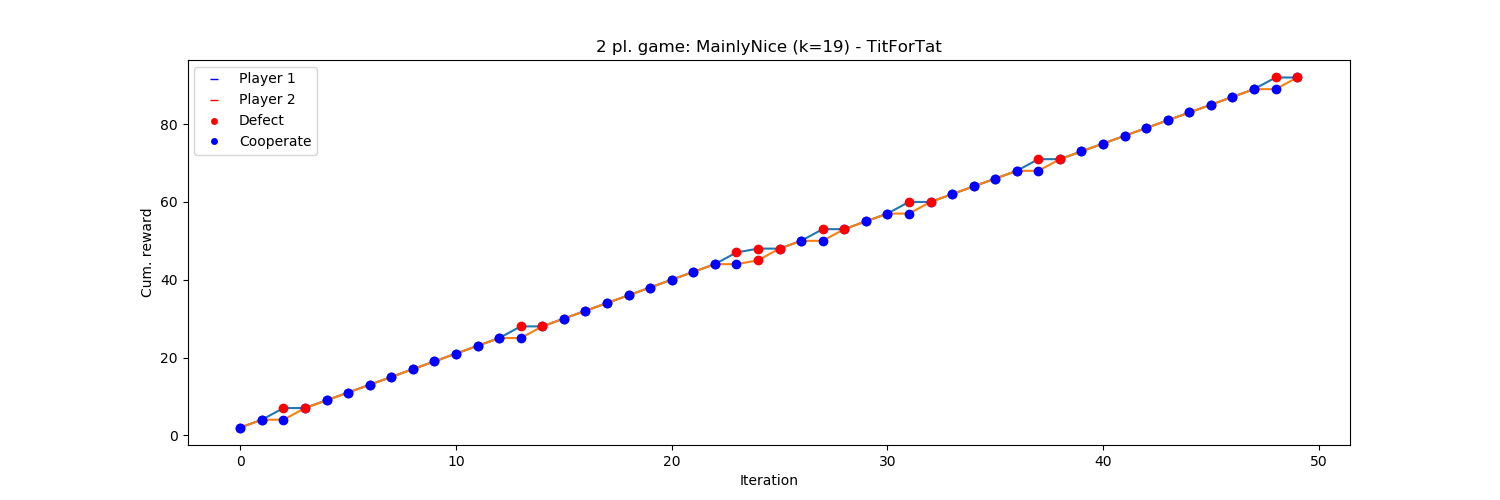 2 pl. game: MainlyNice (k=19) - TitForTat
Player 1
Player 2
Defect
Cooperate
Cum. reward
80
60
40
20
0
0 10 20 30 40 50
Iteration